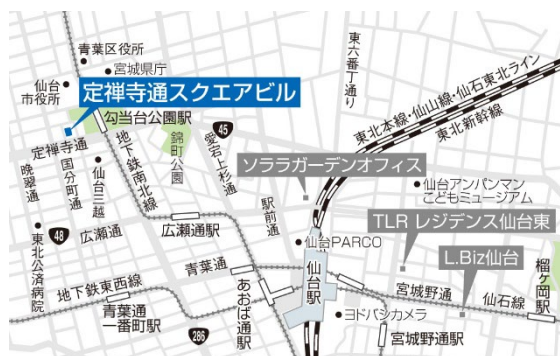 青葉区役所
宮城県庁
仙台
市役所
定禅寺通スクエアビル
勾当台公園駅
定禅寺通
国分町通
晩翠通
仙台三越
地下鉄南北線
錦町公園
愛宕上杉通
45
東六番丁通り
東北本線・仙山線・仙石東北ライン
東北新幹線
ソララガーデンオフィス
仙台アンパンマン
こどもミュージアム
TLR レジデンス仙台東
L.Biz仙台
榴ヶ岡駅
駅前通
48
広瀬通
広瀬通駅
東北公済病院
仙台PARCO
青葉通
仙台駅
宮城野通
仙石線
地下鉄東西線
青葉通
一番町駅
286
あおば通駅
ヨドバシカメラ
宮城野通駅